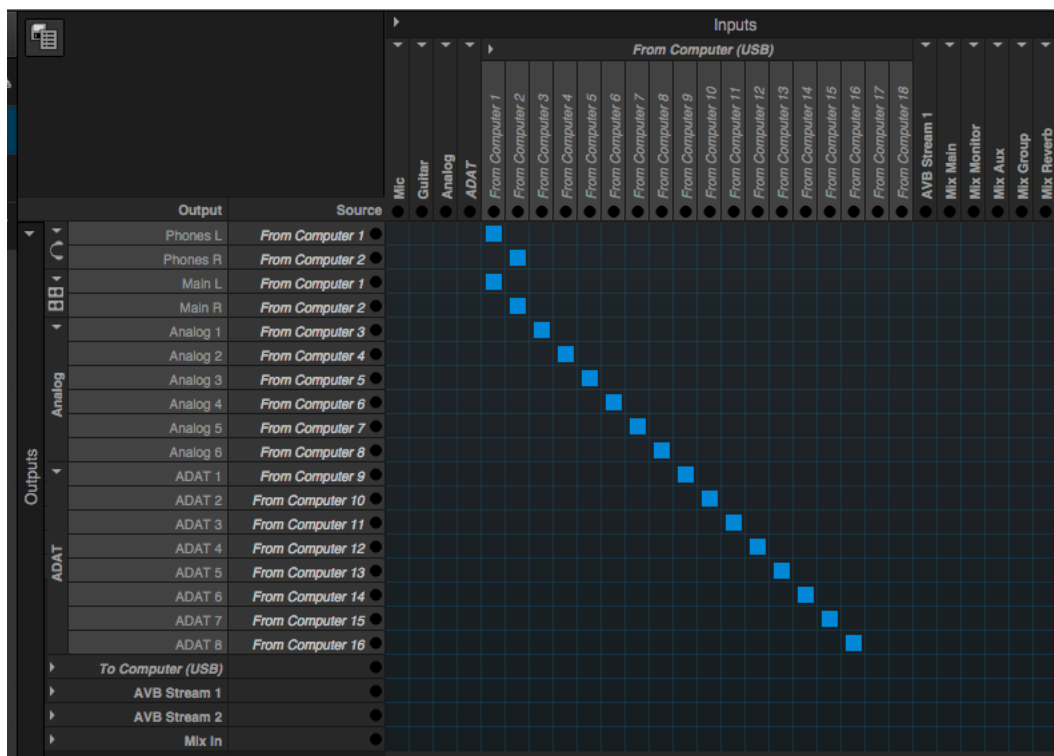 Inputs
From Computer (USB)
Mic
Guitar
Analog
ADAT
From Computer 1
From Computer 2
From Computer 3
From Computer 4
From Computer 5
From Computer 6
From Computer 7
From Computer 8
From Computer 9
From Computer 10
From Computer 11
From Computer 12
From Computer 13
From Computer 14
From Computer 15
From Computer 16
From Computer 17
From Computer 18
AVB Stream 1
Mix Main
Mix Monitor
Mix Aux
Mix Group
Mix Reverb
Output Source
Outputs
Phones L From Computer 1
Phones R From Computer 2
Main L From Computer 1
Main R From Computer 2
Analog
Analog 1 From Computer 3
Analog 2 From Computer 4
Analog 3 From Computer 5
Analog 4 From Computer 6
Analog 5 From Computer 7
Analog 6 From Computer 8
ADAT
ADAT 1 From Computer 9
ADAT 2 From Computer 10
ADAT 3 From Computer 11
ADAT 4 From Computer 12
ADAT 5 From Computer 13
ADAT 6 From Computer 14
ADAT 7 From Computer 15
ADAT 8 From Computer 16
To Computer (USB)
AVB Stream 1
AVB Stream 2
Mix In